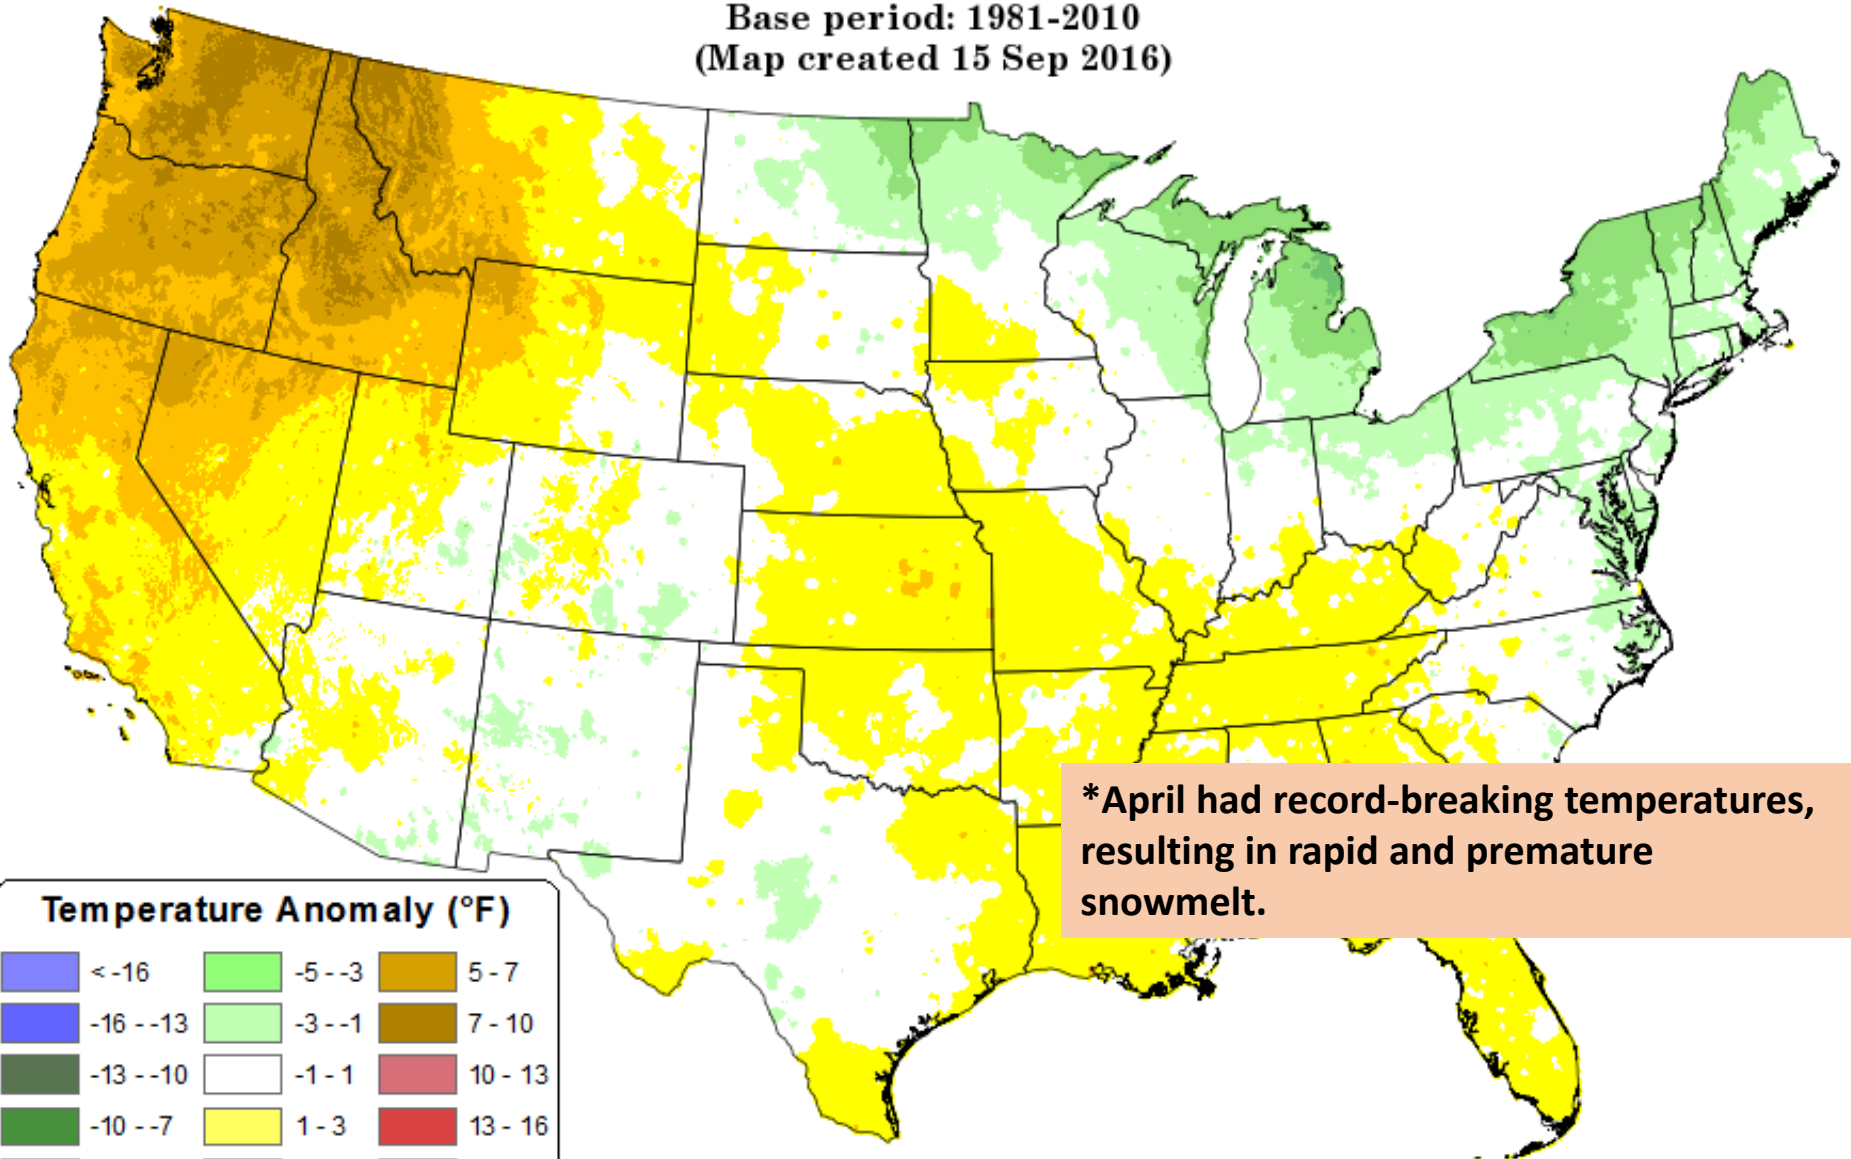 Base period: 1981-2010
(Map created 15 Sep 2016)
*April had record-breaking temperatures,
resulting in rapid and premature
snowmelt.
Temperature Anomaly (°F)
< -16
-5 - -3
5 - 7
-16 - -13
-3 - -1
7 - 10
-13 - -10
-1 - 1
10 - 13
-10 - -7
1 - 3
13 - 16